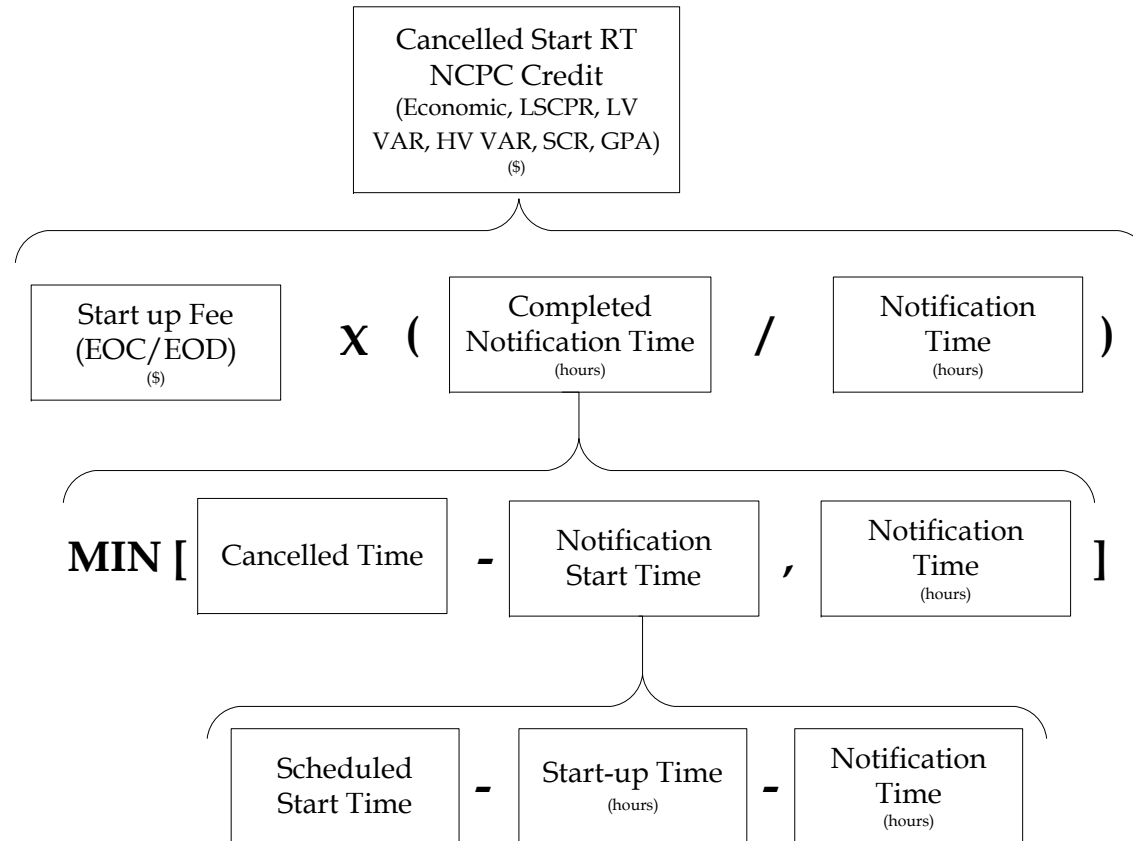 Cancelled Start RT
NCPC Credit
(Economic, LSCPR, LV
VAR, HV VAR, SCR, GPA)
($)
Start up Fee
(EOC/EOD)
($)
X
(
Completed
Notification Time
(hours)
/
Notification
Time
(hours)
)
MIN [
Cancelled Time
-
Notification
Start Time
,
Notification
Time
(hours)
]
Scheduled
Start Time
-
Start-up Time
(hours)
-
Notification
Time
(hours)